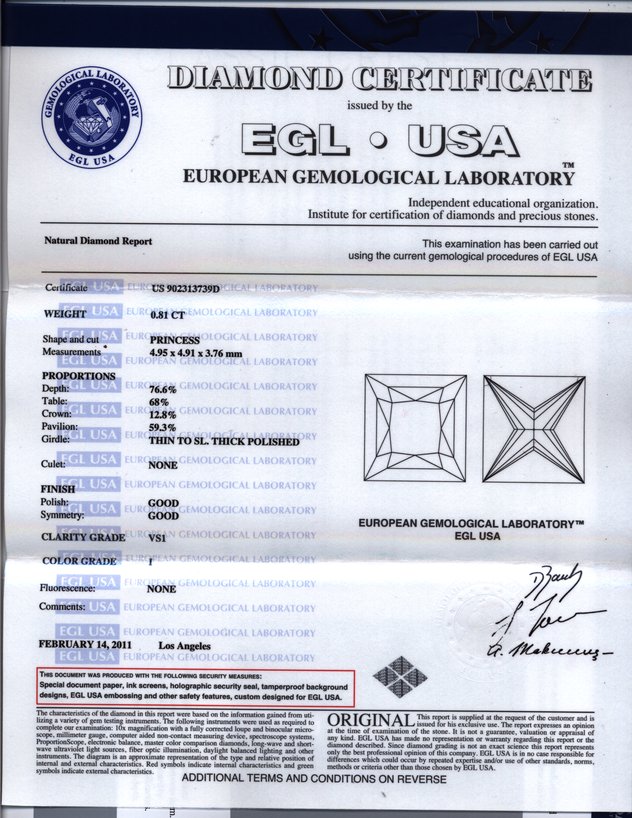 GEMOLOGICAL LABORATORY
EGL USA
DIAMOND CERTIFICATE
issued by the
EGL • USA
EUROPEAN GEMOLOGICAL LABORATORY™
Independent educational organization.
Institute for certification of diamonds and precious stones.
Natural Diamond Report
This examination has been carried out
using the current gemological procedures of EGL USA
Certificate US 902313739D
WEIGHT 0.81 CT
Shape and cut PRINCESS
Measurements * 4.95 x 4.91 x 3.76 mm
PROPORTIONS
Depth: 76.6%
Table: 68%
Crown: 12.8%
Pavilion: 59.3%
Girdle: THIN TO SL. THICK POLISHED
Culet: NONE
FINISH
Polish: GOOD
Symmetry: GOOD
CLARITY GRADE VS1
COLOR GRADE I
Fluorescence: NONE
Comments:
EGL USA EUROPEAN GEMOLOGICAL LABORATORY
FEBRUARY 14, 2011 Los Angeles
EUROPEAN GEMOLOGICAL LABORATORY™
EGL USA
THIS DOCUMENT WAS PRODUCED WITH THE FOLLOWING SECURITY MEASURES:
Special document paper, ink screens, holographic security seal, tamperproof background
designs, EGL USA embossing and other safety features, custom designed for EGL USA.
The characteristics of the diamond in this report were based on the information gained from uti-
lizing a variety of gem testing instruments. The following instruments were used to required to
complete our examination: 10x magnification with a fully corrected loupe and binocular micro-
scope, millimeter gauge, computer aided non-contact measuring device, spectroscope systems,
ProportionScope, electronic balance, master color comparison diamonds, long-wave and short-
wave ultraviolet light sources, fiber optic illumination, daylight balanced lighting and other
instruments. The diagram is an approximate representation of the type and relative position of
internal and external characteristics. Red symbols indicate internal characteristics and green
symbols indicate external characteristics.
ORIGINAL This report is supplied at the request of the customer and is
issued for his exclusive use. The report expresses an opinion
at the time of examination of the stone. It is not a guarantee, valuation or appraisal of
any kind. EGL USA has made no representation or warranty regarding this report or the
diamond described. Since diamond grading is not an exact science this report represents
only the best professional opinion of this company. EGL USA is in no case responsible for
differences which could occur by repeated expertise and/or use of other standards, norms,
methods or criteria other than those chosen by EGL USA.
ADDITIONAL TERMS AND CONDITIONS ON REVERSE